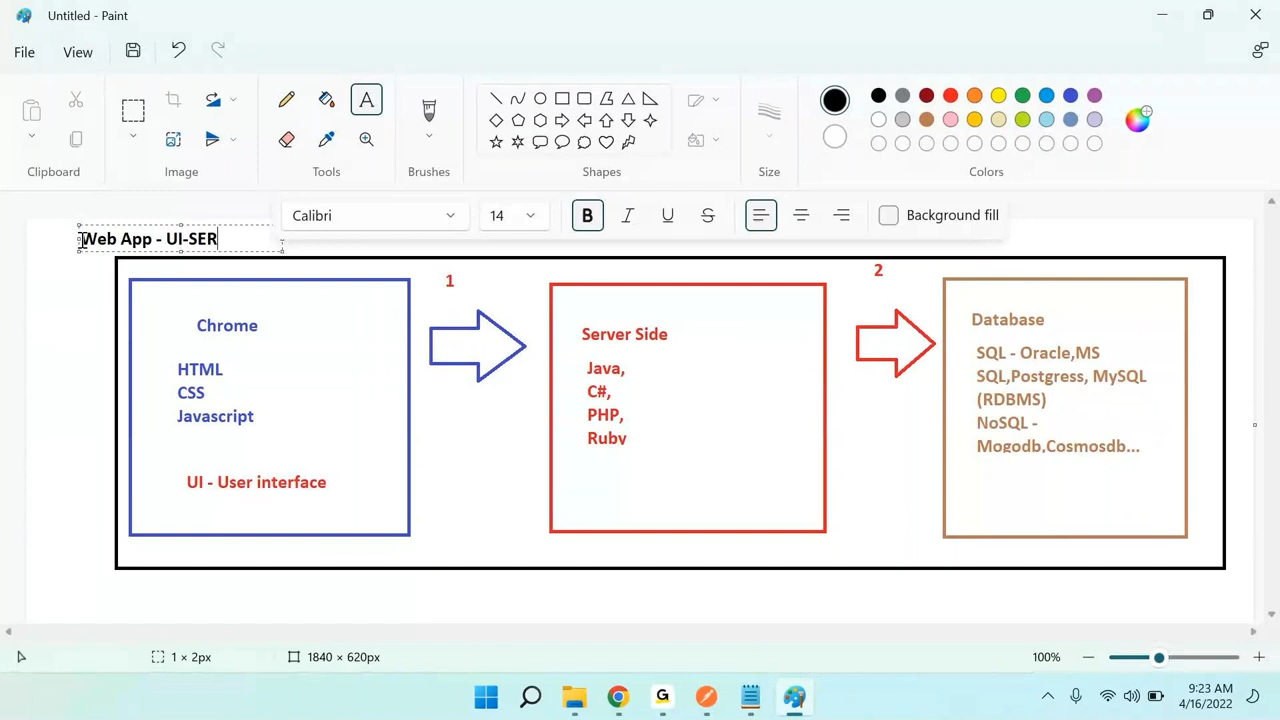 Untitled - Paint
File
View
Clipboard
Image
Tools
Brushes
Shapes
Size
Colors
A
Calibri
14
B
I
U
S
Background fill
Web App - UI-SER
1
2
Chrome
HTML
CSS
Javascript
UI - User interface
Server Side
Java,
C#,
PHP,
Ruby
Database
SQL - Oracle,MS
SQL,Postgress, MySQL
(RDBMS)
NoSQL -
Mogodb,Cosmosdb...
1 × 2px
1840 × 620px
100%
G
9:23 AM
4/16/2022